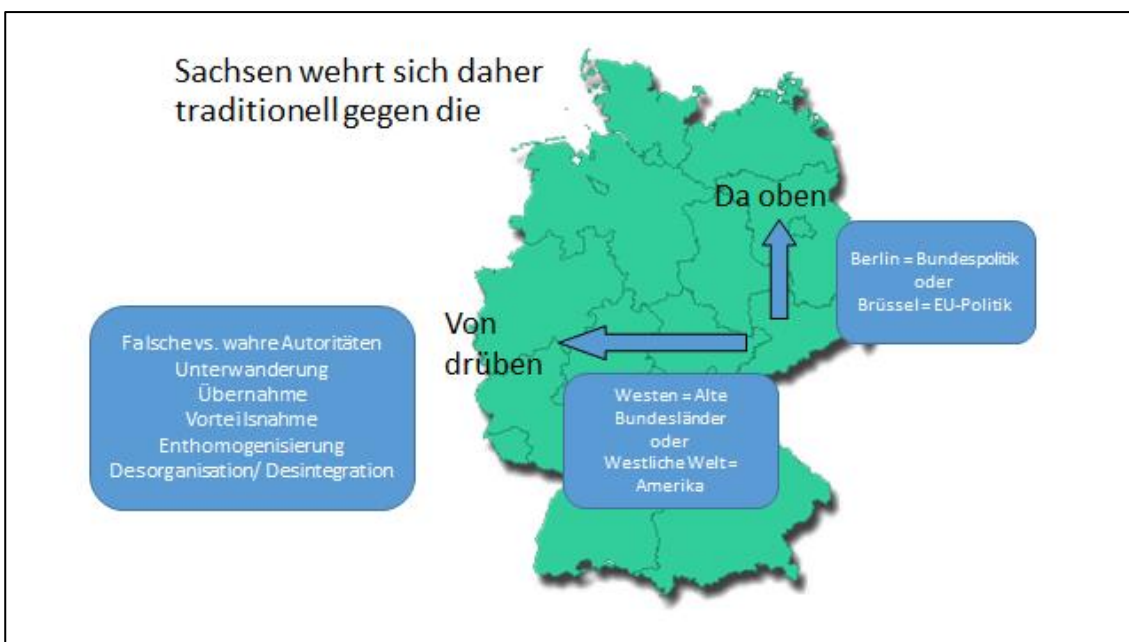 Sachsen wehrt sich daher
traditionell gegen die
Da oben
Berlin = Bundespolitik
oder
Brüssel = EU-Politik
Von
drüben
Falsche vs. wahre Autoritäten
Unterwanderung
Übernahme
Vorteilsnahme
Enthomogenisierung
Desorganisation/ Desintegration
Westen = Alte
Bundesländer
oder
Westliche Welt =
Amerika